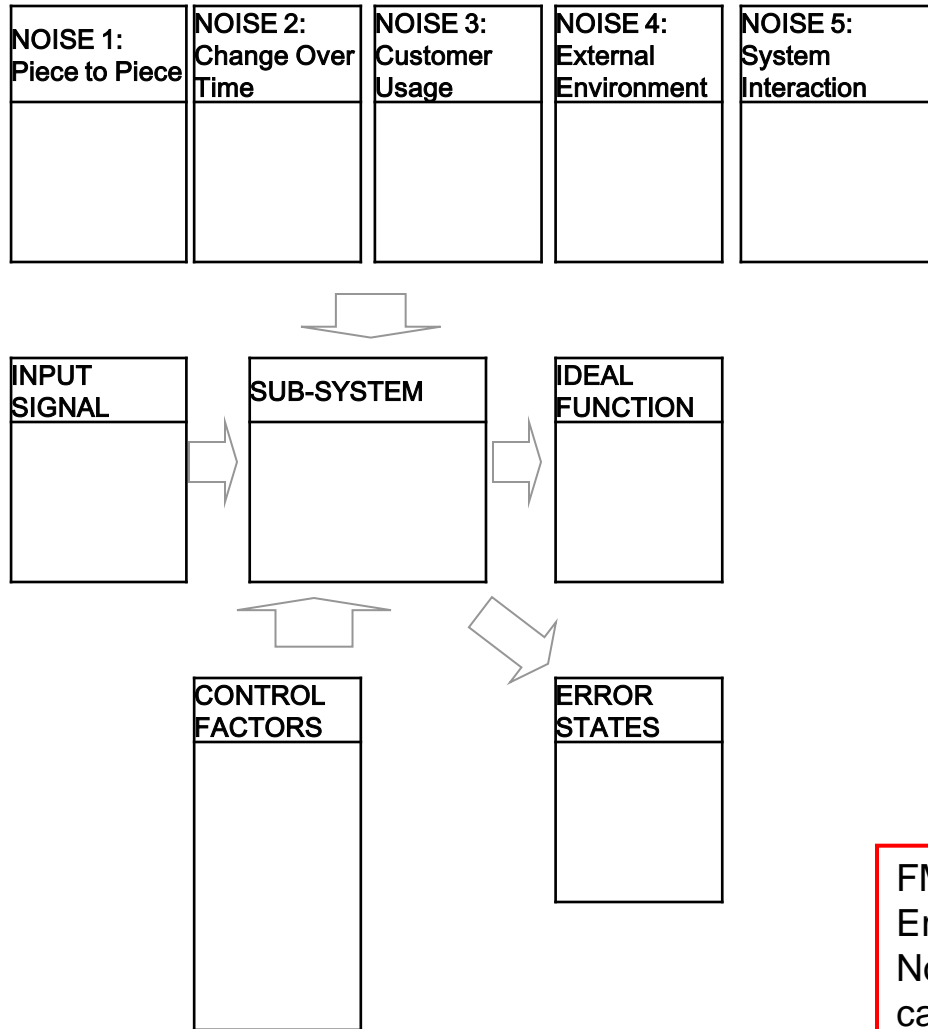 NOISE 1:
Piece to Piece
NOISE 2:
Change Over
Time
NOISE 3:
Customer
Usage
NOISE 4:
External
Environment
NOISE 5:
System
Interaction
INPUT
SIGNAL
SUB-SYSTEM
IDEAL
FUNCTION
CONTROL
FACTORS
ERROR
STATES